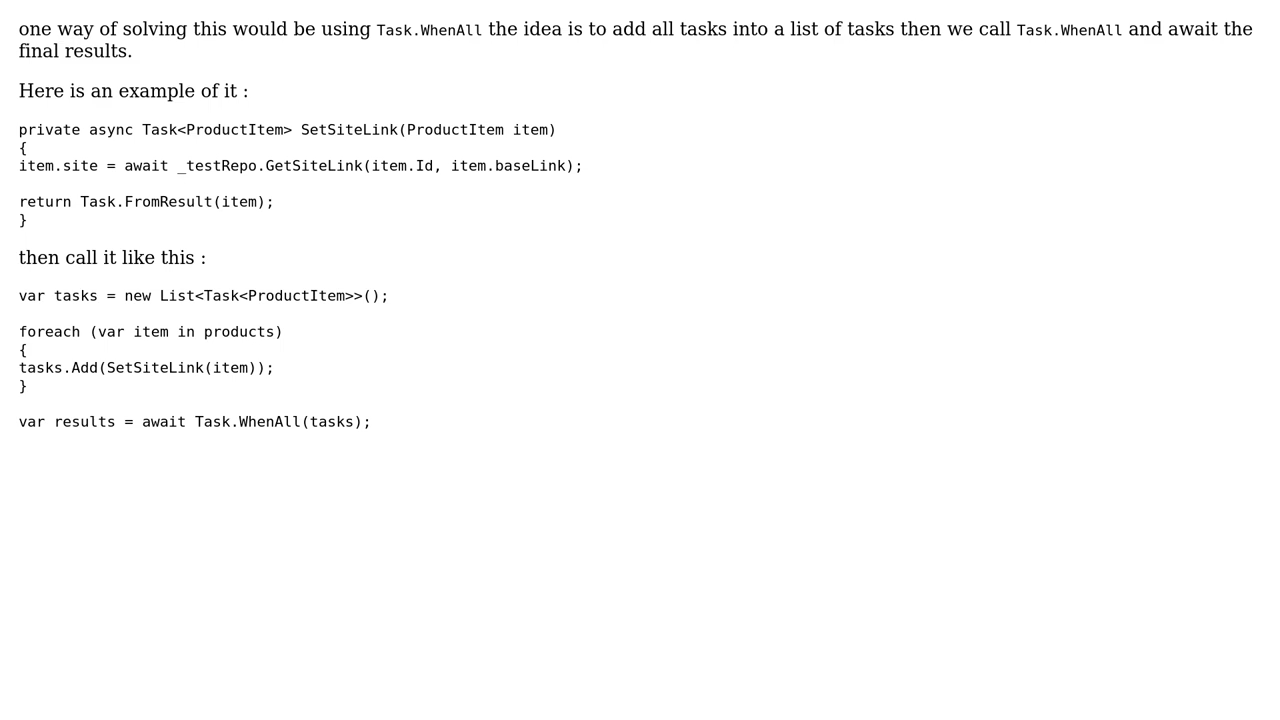 one way of solving this would be using Task.WhenAll the idea is to add all tasks into a list of tasks then we call Task.WhenAll and await the
final results.
Here is an example of it :
private async Task<ProductItem> SetSiteLink(ProductItem item)
{
item.site = await _testRepo.GetSiteLink(item.Id, item.baseLink);
return Task.FromResult(item);
}
then call it like this :
var tasks = new List<Task<ProductItem>>();
foreach (var item in products)
{
tasks.Add(SetSiteLink(item));
}
var results = await Task.WhenAll(tasks);